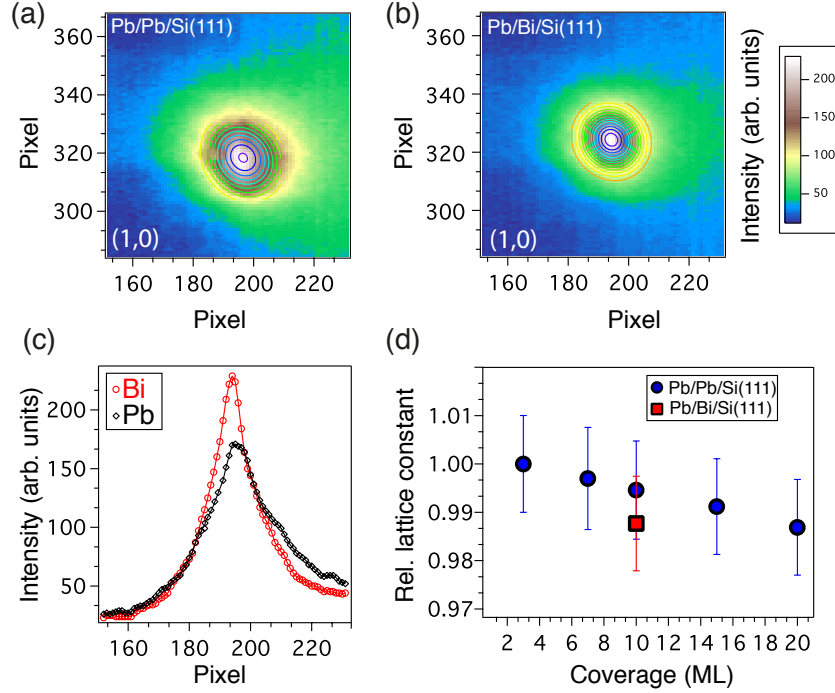 (a)
Pb/Pb/Si(111)
360
340
320
300
Pixel
(1,0)
160 180 200 220
Pixel
(b)
Pb/Bi/Si(111)
360
340
320
300
Pixel
(1,0)
160 180 200 220
Pixel
Intensity (arb. units)
200
150
100
50
(c)
Bi
Pb
200
150
100
50
Intensity (arb. units)
160 180 200 220
Pixel
(d)
Pb/Pb/Si(111)
Pb/Bi/Si(111)
1.01
1.00
0.99
0.98
0.97
Rel. lattice constant
2 4 6 8 10 12 14 16 18 20
Coverage (ML)